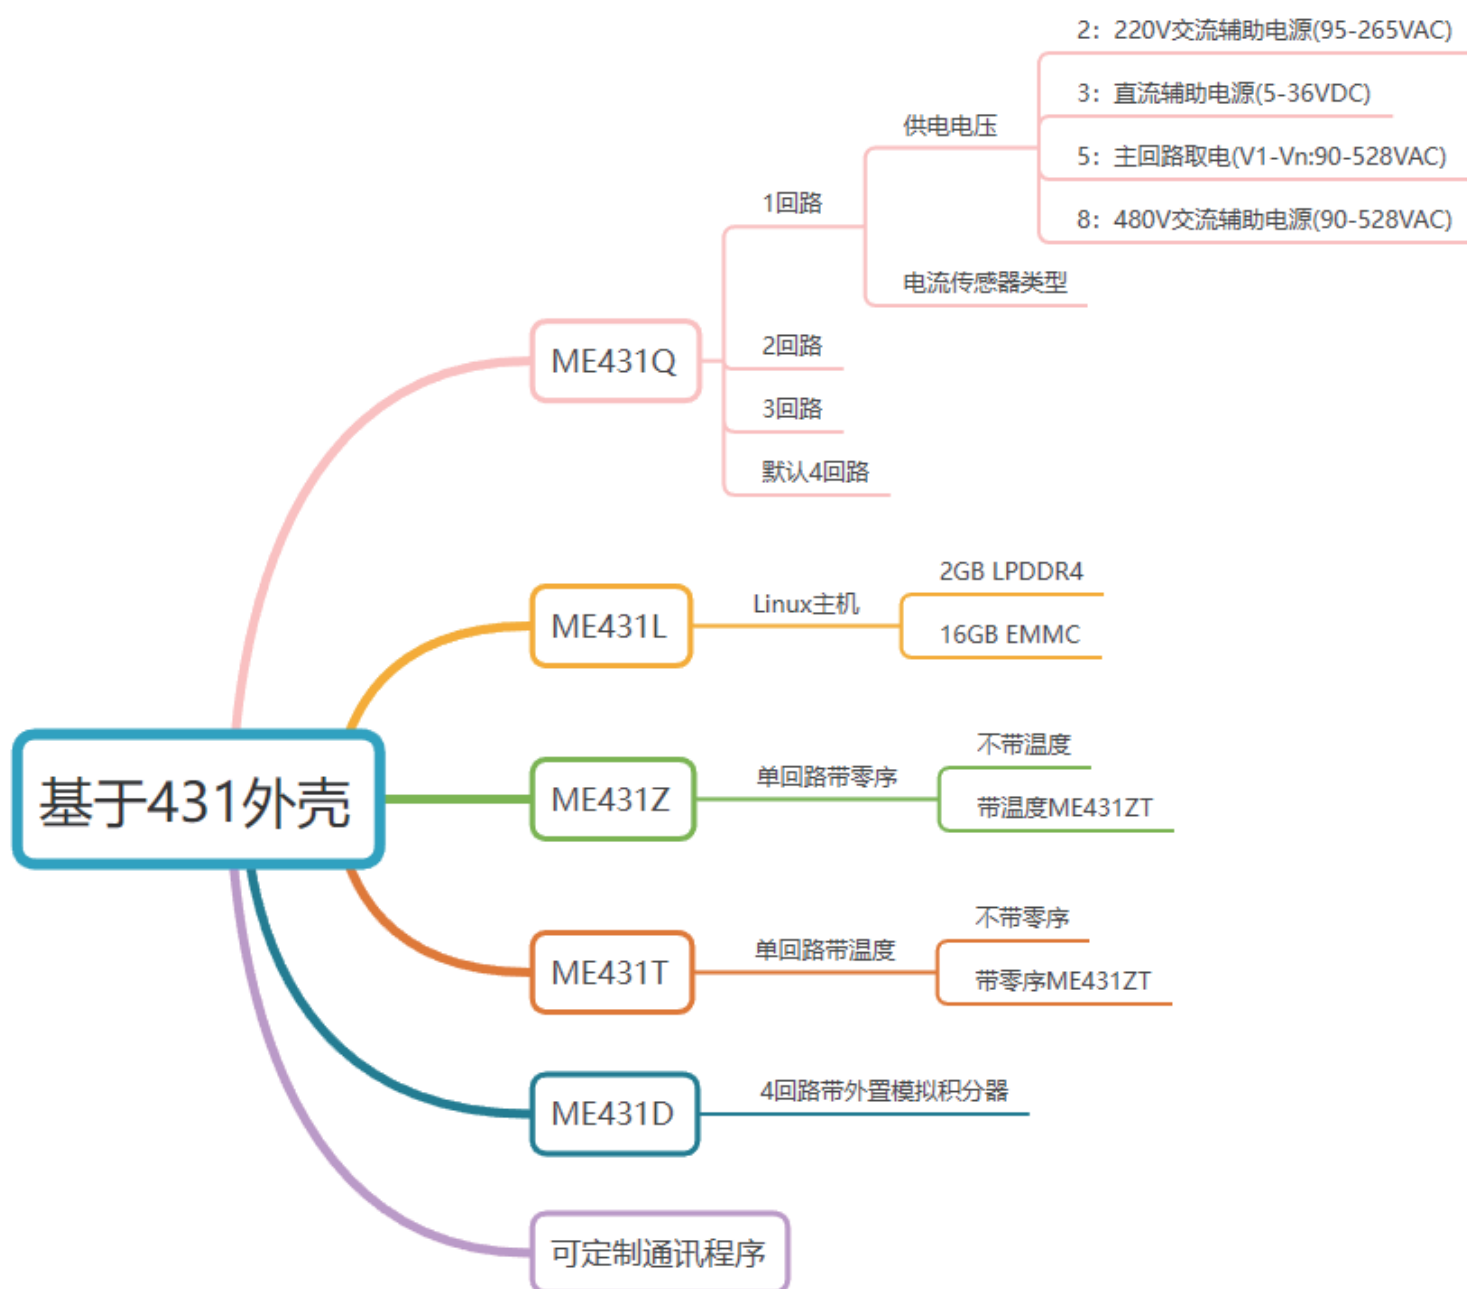 基于431外壳
ME431Q
1回路
供电电压
2：220V交流辅助电源(95-265VAC)
3：直流辅助电源(5-36VDC)
5：主回路取电(V1-Vn:90-528VAC)
8：480V交流辅助电源(90-528VAC)
电流传感器类型
2回路
3回路
默认4回路
ME431L
Linux主机
2GB LPDDR4
16GB EMMC
ME431Z
单回路带零序
不带温度
带温度ME431ZT
ME431T
单回路带温度
不带零序
带零序ME431ZT
ME431D
4回路带外置模拟积分器
可定制通讯程序